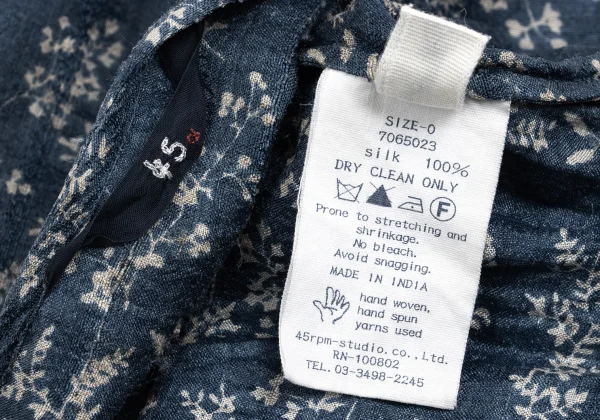 45R
SIZE-0
7065023
silk 100%
DRY CLEAN ONLY
F
Prone to stretching and
shrinkage.
No bleach.
Avoid snagging.
MADE IN INDIA
hand woven,
hand spun
yarns used
45rpm-studio.co.,Ltd.
RN-100802
TEL.03-3498-2245